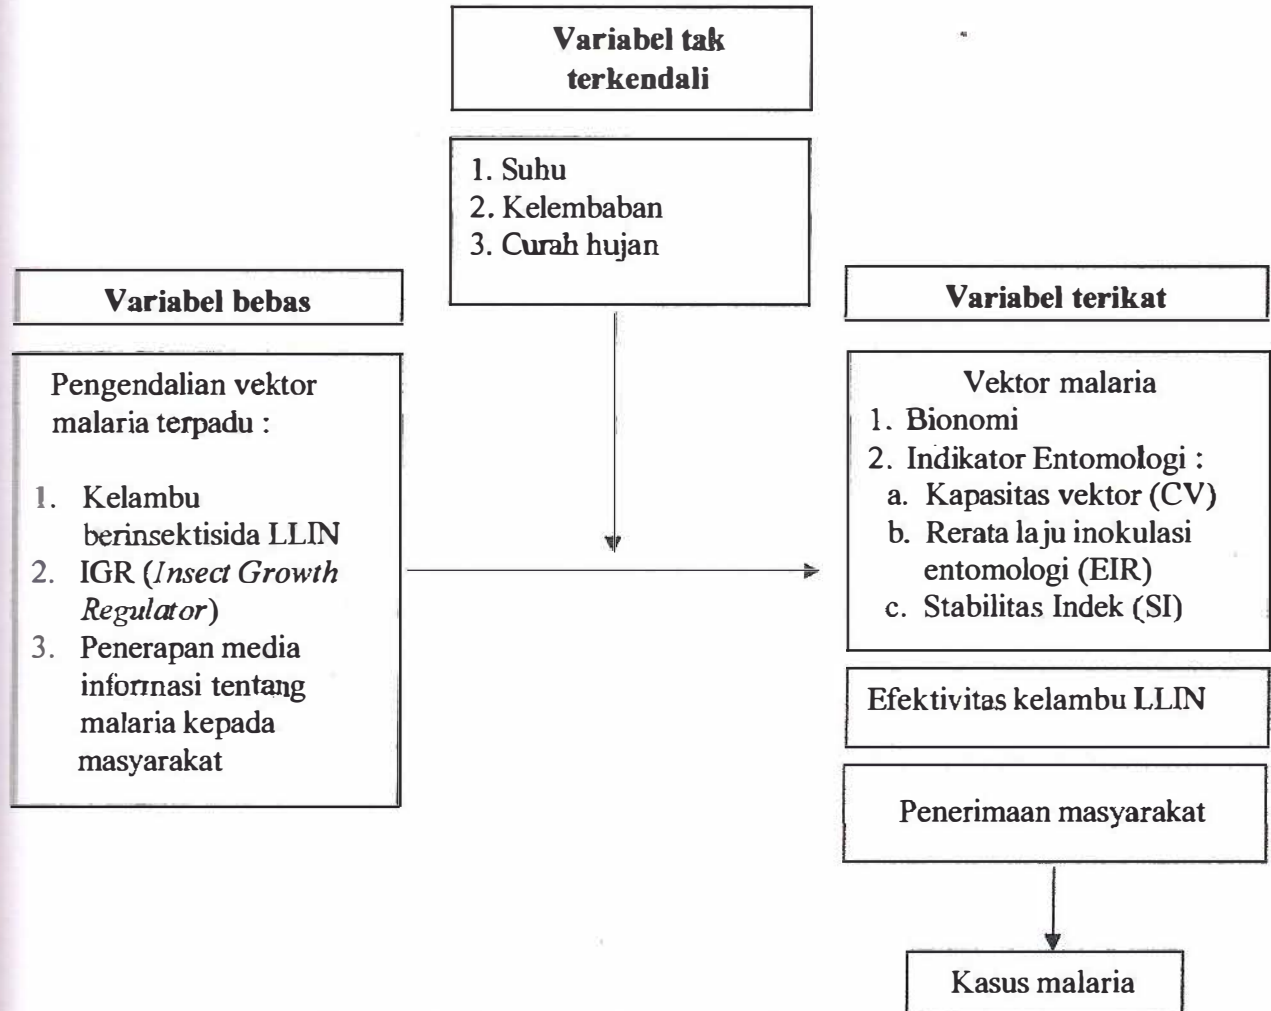 Variabel tak
terkendali
1. Suhu
2. Kelembaban
3. Curah hujan
Variabel bebas
Pengendalian vektor
malaria terpadu :
1. Kelambu
berinsektisida LLIN
2. IGR (Insect Growth
Regulator)
3. Penerapan media
informasi tentang
malaria kepada
masyarakat
Variabel terikat
Vektor malaria
1. Bionomi
2. Indikator Entomologi :
a. Kapasitas vektor (CV)
b. Rerata laju inokulasi
entomologi (EIR)
c. Stabilitas Indek (SI)
Efektivitas kelambu LLIN
Penerimaan masyarakat
Kasus malaria